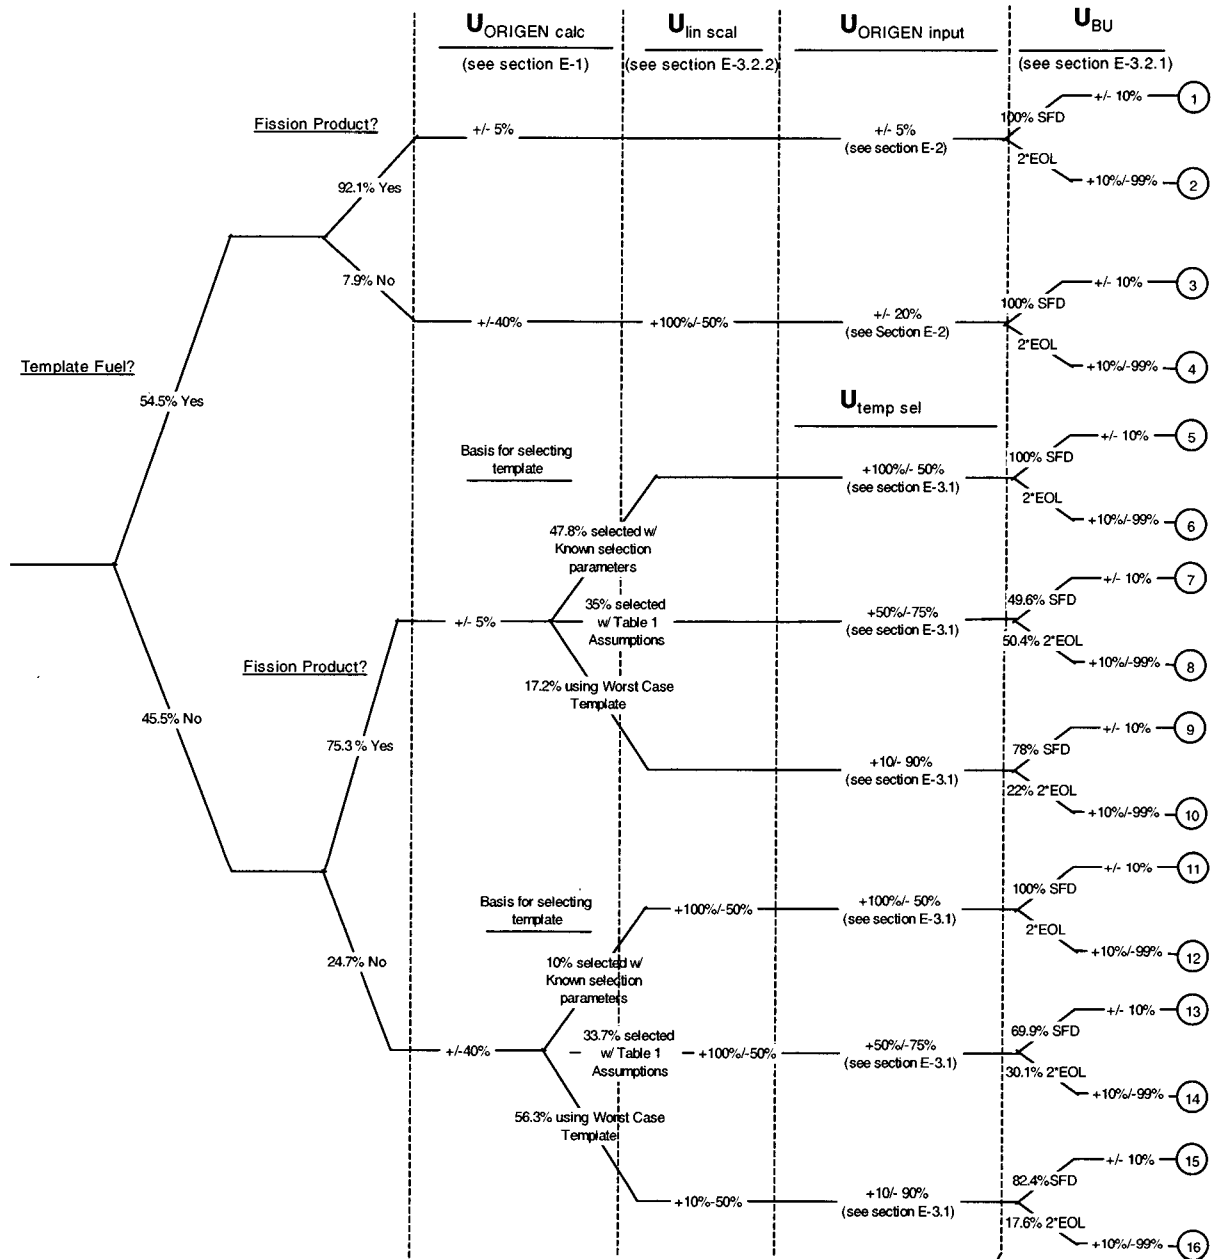 U ORIGEN calc
U lin scal
U ORIGEN input
U BU
(see section E-1)
(see section E-3.2.2)
(see section E-3.2.1)
+/- 10%
1
Fission Product?
+/- 5%
+/- 5%
100% SFD
(see section E-2)
2*EOL
92.1% Yes
+10%/-99%
2
7.9% No
+/- 10%
3
100% SFD
+/-40%
+100%/-50%
+/- 20%
(see Section E-2)
2*EOL
Template Fuel?
+10%/-99%
4
54.5% Yes
U temp sel
+/- 10%
5
Basis for selecting
template
100% SFD
+100%/- 50%
(see section E-3.1)
2*EOL
+10%/-99%
6
47.8% selected w/
Known selection
parameters
+/- 10%
7
49.6% SFD
35% selected
w/ Table 1
Assumptions
+/- 5%
+50%/-75%
(see section E-3.1)
50.4% 2*EOL
+10%/-99%
8
Fission Product?
17.2% using Worst Case
Template
45.5% No
75.3 % Yes
+/- 10%
9
78% SFD
+10/- 90%
(see section E-3.1)
22% 2*EOL
+10%/-99%
10
+/- 10%
11
100% SFD
Basis for selecting
template
+100%/-50%
+100%/- 50%
(see section E-3.1)
2*EOL
+10%/-99%
12
24.7% No
10% selected w/
Known selection
parameters
+/- 10%
13
69.9% SFD
33.7% selected
w/ Table 1
Assumptions
+/-40%
+100%/-50%
+50%/-75%
(see section E-3.1)
30.1% 2*EOL
+10%/-99%
14
56.3% using Worst Case
Template
+/- 10%
15
82.4%SFD
+10%-50%
+10/- 90%
(see section E-3.1)
17.6% 2*EOL
+10%/-99%
16